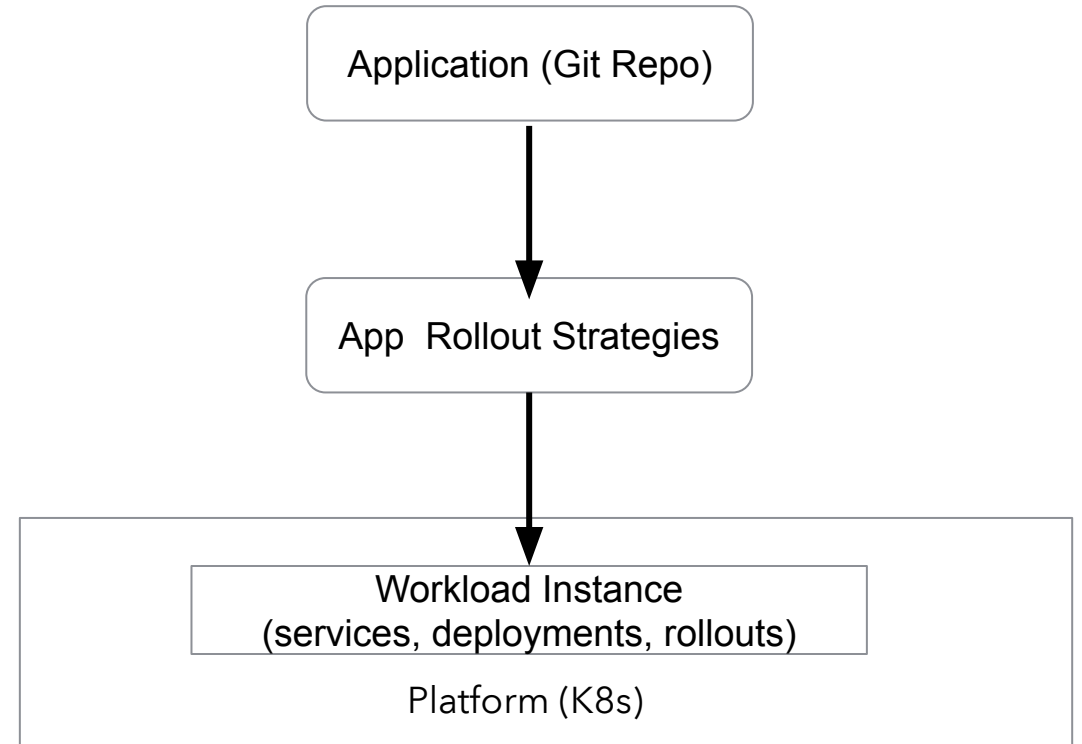 Application (Git Repo)
App Rollout Strategies
Workload Instance
(services, deployments, rollouts)
Platform (K8s)